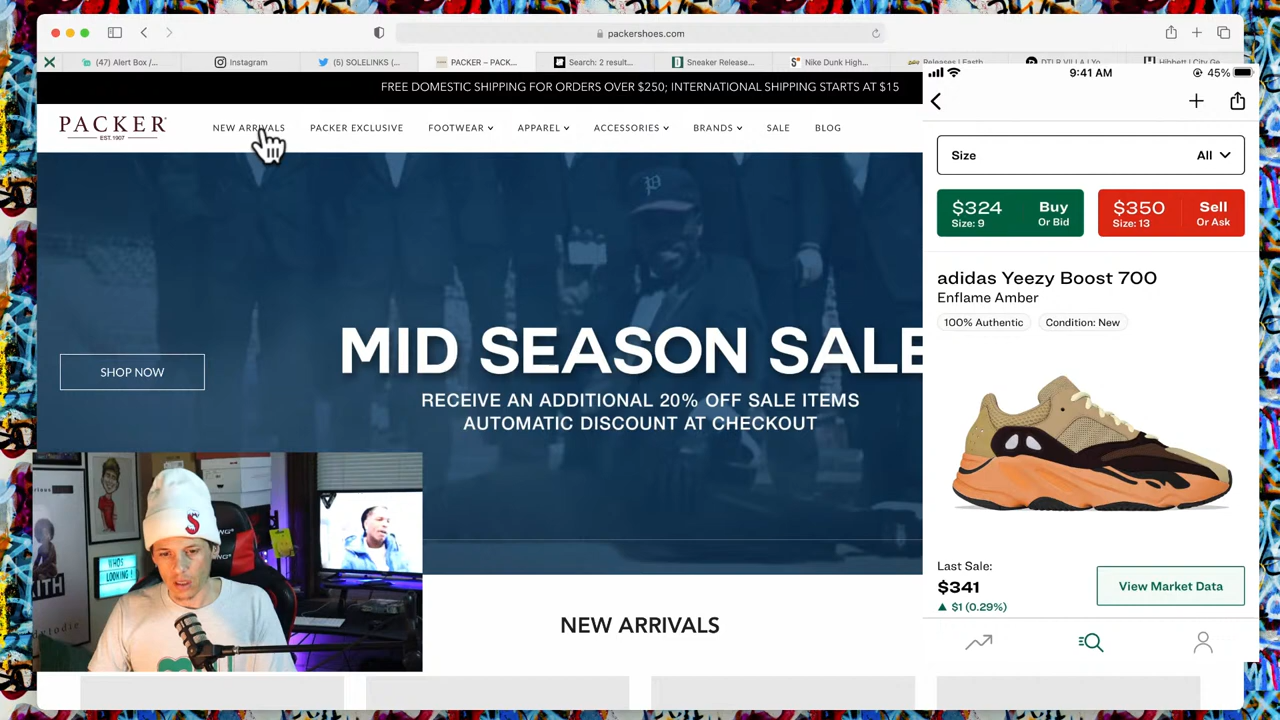 packershoes.com
(47) Alert Box /...
Instagram
(5) SOLELINKS (...
PACKER – PACK...
Search: 2 result...
Sneaker Release...
Nike Dunk High...
FREE DOMESTIC SHIPPING FOR ORDERS OVER $250; INTERNATIONAL SHIPPING STARTS AT $15
PACKER
EST. 1907
NEW ARRIVALS
PACKER EXCLUSIVE
FOOTWEAR
APPAREL
ACCESSORIES
BRANDS
SALE
BLOG
MID SEASON SALE
RECEIVE AN ADDITIONAL 20% OFF SALE ITEMS
AUTOMATIC DISCOUNT AT CHECKOUT
SHOP NOW
NEW ARRIVALS
WHOS
LOOKING!
9:41 AM
45%
Size
All
$324
Size: 9
Buy
Or Bid
$350
Size: 13
Sell
Or Ask
adidas Yeezy Boost 700
Enflame Amber
100% Authentic
Condition: New
Last Sale:
$341
▲ $1 (0.29%)
View Market Data